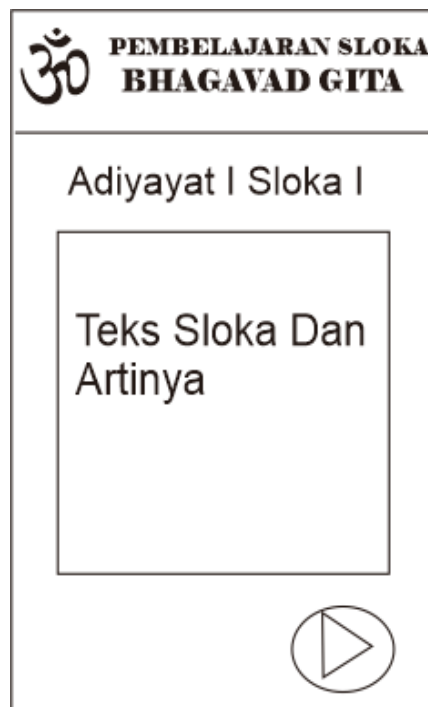 ॐ PEMBELAJARAN SLOKA
BHAGAVAD GITA
Adiyayat I Sloka I
Teks Sloka Dan
Artinya